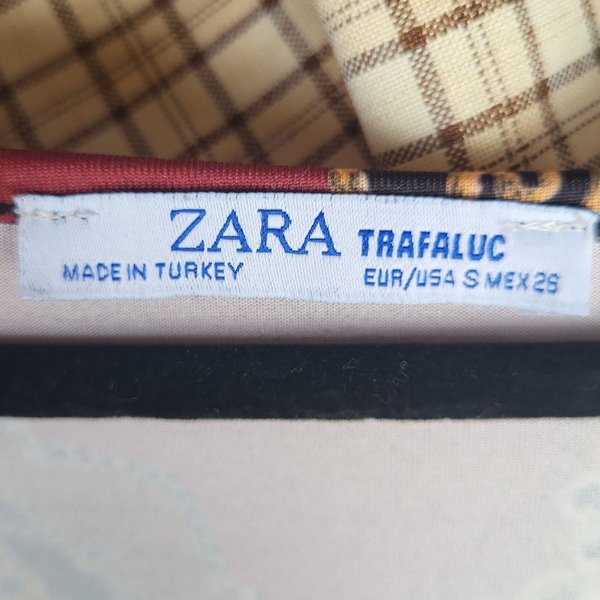 ZARA TRAFALUC
MADE IN TURKEY EUR/USA S MEX 26